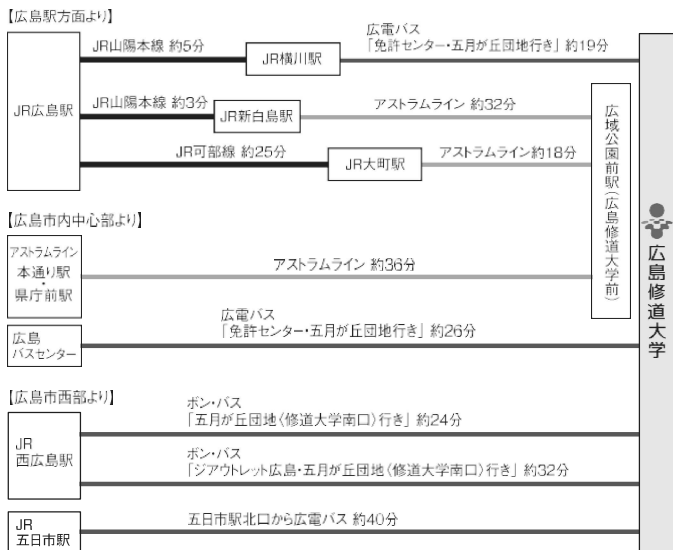 【広島駅方面より】
JR広島駅
JR山陽本線 約5分
JR横川駅
広電バス
「免許センター・五月が丘団地行き」 約19分
JR山陽本線 約3分
JR新白島駅
アストラムライン 約32分
JR可部線 約25分
JR大町駅
アストラムライン約18分
広域公園前駅(広島修道大学前)
【広島市内中心部より】
アストラムライン
本通り駅
・
県庁前駅
アストラムライン 約36分
広島
バスセンター
広電バス
「免許センター・五月が丘団地行き」 約26分
【広島市西部より】
JR
西広島駅
ボン・バス
「五月が丘団地〈修道大学南口〉行き」 約24分
ボン・バス
「ジアウトレット広島・五月が丘団地〈修道大学南口〉行き」 約32分
JR
五日市駅
五日市駅北口から広電バス 約40分
広島修道大学